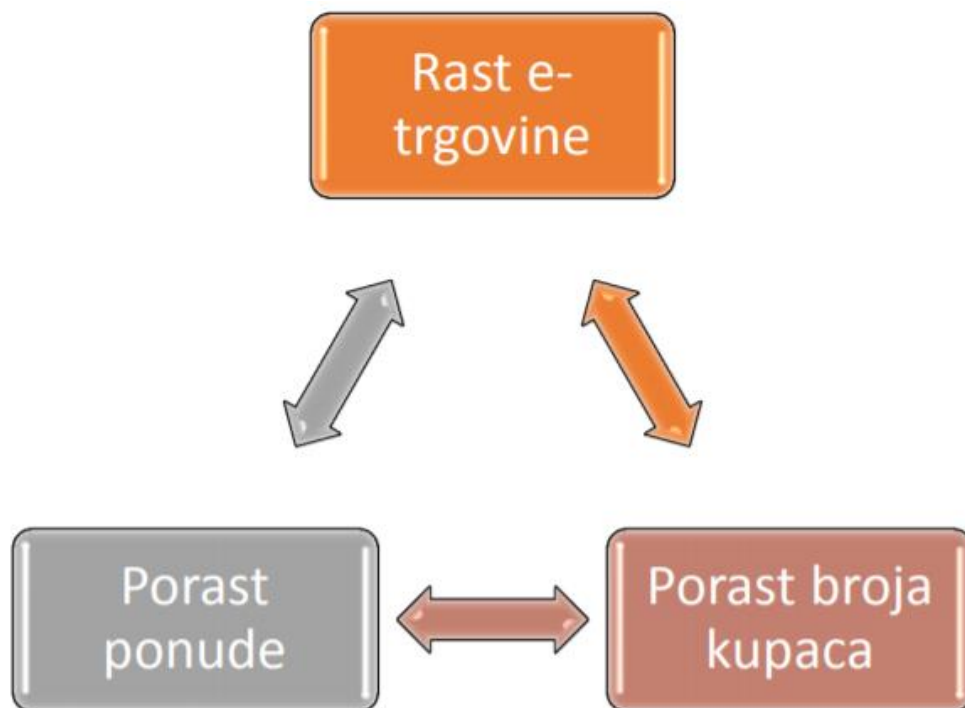 Rast e-
trgovine
Porast
ponude
Porast broja
kupaca